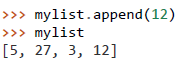 >>> mylist.append(12)
>>> mylist
[5, 27, 3, 12]